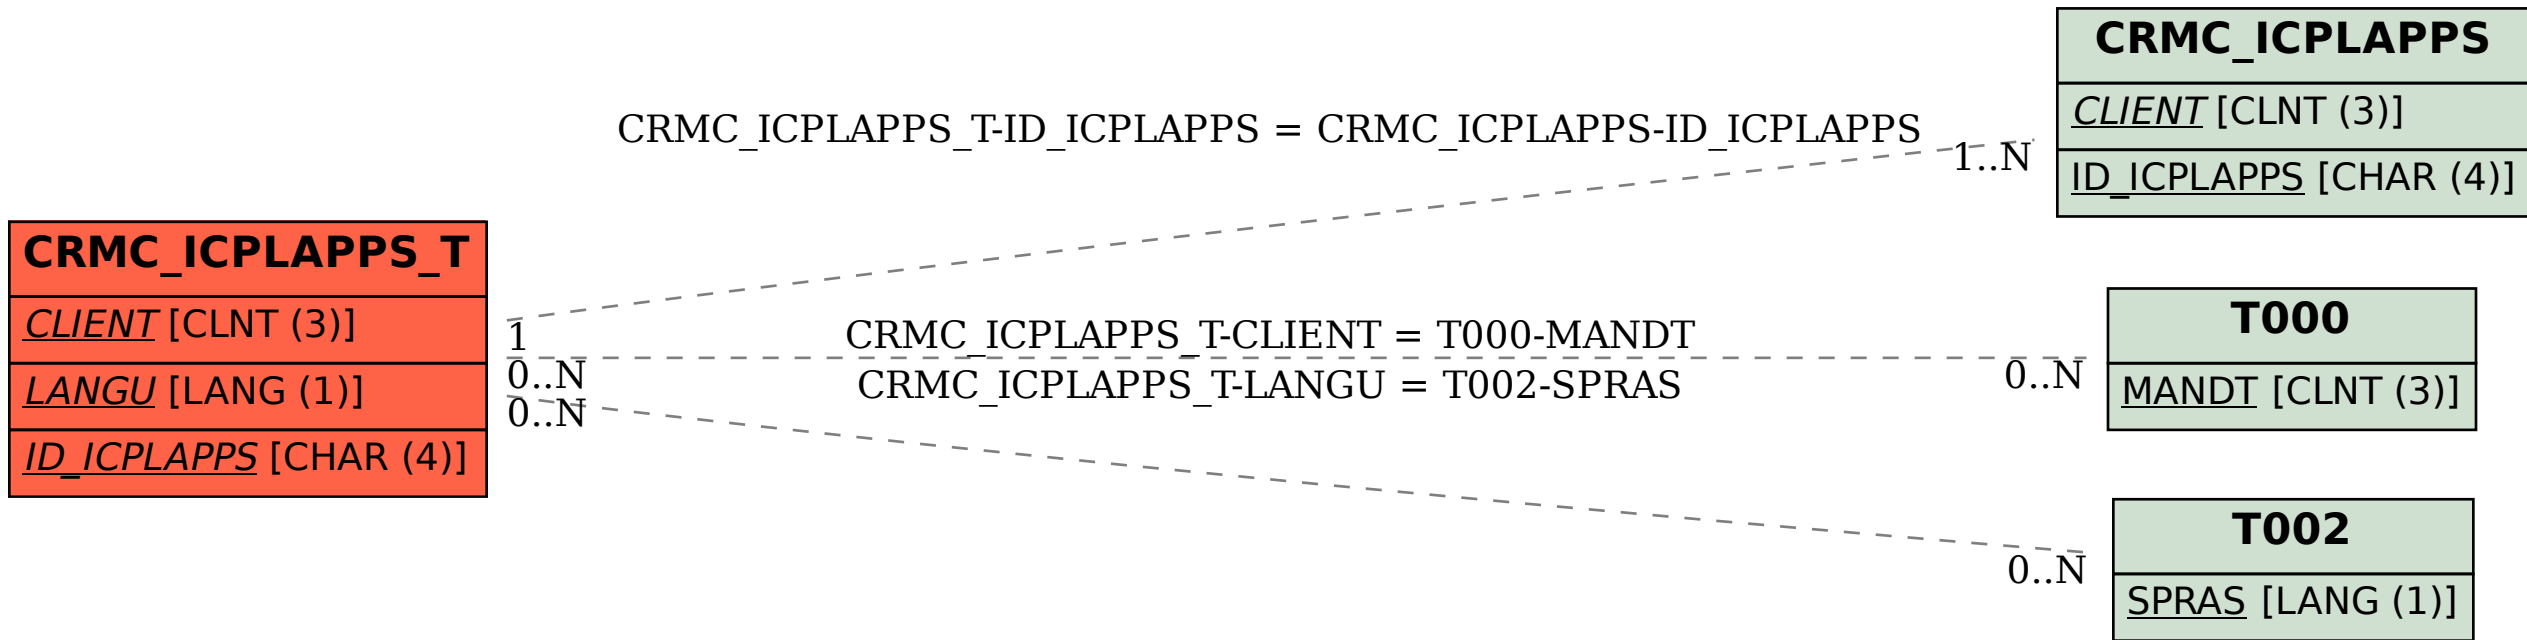 CRMC_ICPLAPPS
CLIENT [CLNT (3)]
ID_ICPLAPPS [CHAR (4)]
CRMC_ICPLAPPS_T-ID_ICPLAPPS = CRMC_ICPLAPPS-ID_ICPLAPPS
1..N
CRMC_ICPLAPPS_T
CLIENT [CLNT (3)]
LANGU [LANG (1)]
ID_ICPLAPPS [CHAR (4)]
1
CRMC_ICPLAPPS_T-CLIENT = T000-MANDT
0..N
0..N
CRMC_ICPLAPPS_T-LANGU = T002-SPRAS
0..N
T000
MANDT [CLNT (3)]
0..N
T002
SPRAS [LANG (1)]